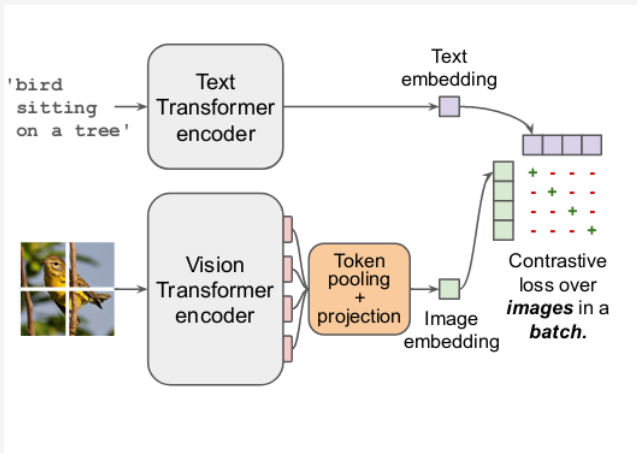 'bird
sitting
on a tree'
Text
Transformer
encoder
Text
embedding
+ - - -
- + - -
- - + -
- - - +
Vision
Transformer
encoder
Token
pooling
+
projection
Image
embedding
Contrastive
loss over
images in a
batch.